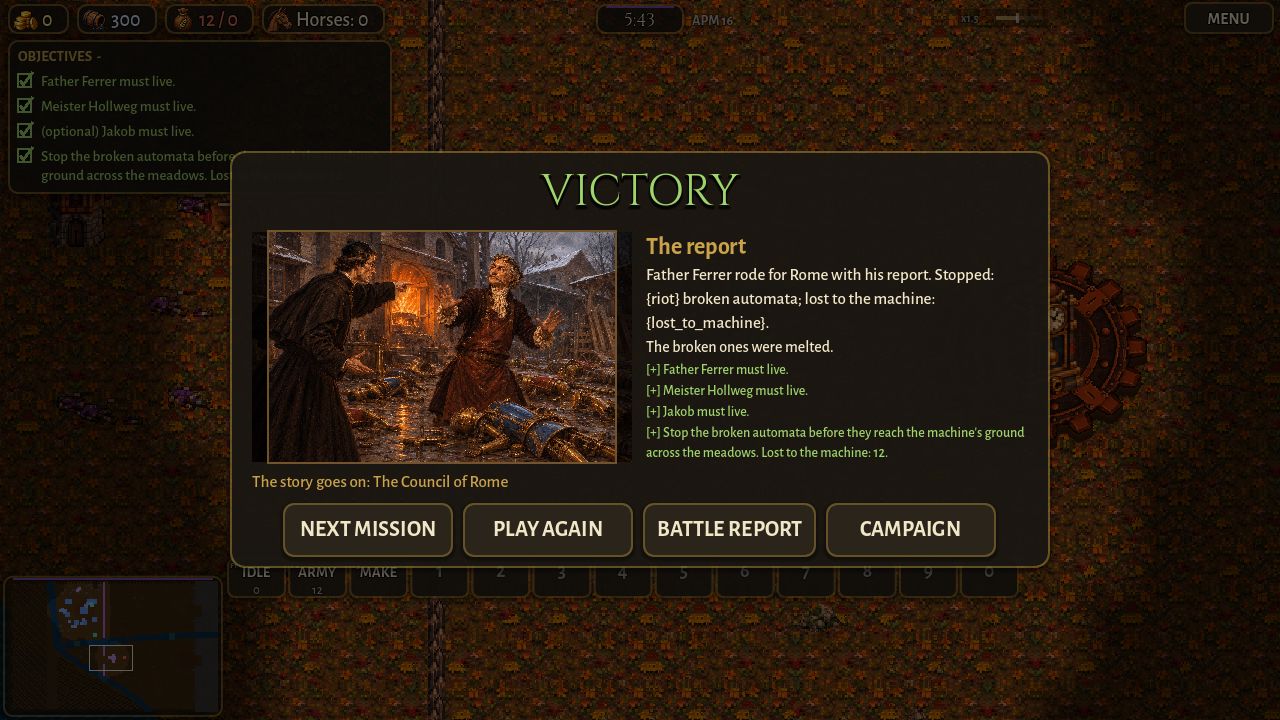 0
300
12 / 0
Horses: 0
5:43
APM 16
x1.5
MENU
OBJECTIVES -
Father Ferrer must live.
Meister Hollweg must live.
(optional) Jakob must live.
Stop the broken automata before
ground across the meadows. Lost
VICTORY
The report
Father Ferrer rode for Rome with his report. Stopped:
{riot} broken automata; lost to the machine:
{lost_to_machine}.
The broken ones were melted.
[+] Father Ferrer must live.
[+] Meister Hollweg must live.
[+] Jakob must live.
[+] Stop the broken automata before they reach the machine's ground
across the meadows. Lost to the machine: 12.
The story goes on: The Council of Rome
NEXT MISSION
PLAY AGAIN
BATTLE REPORT
CAMPAIGN
IDLE
0
ARMY
12
MAKE
1
2
3
4
5
6
7
8
9
0